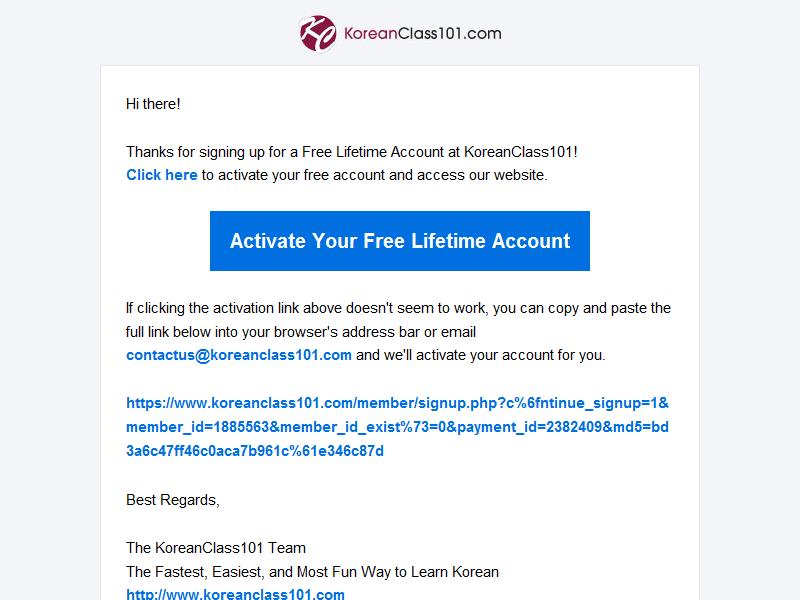 KC KoreanClass101.com
Hi there!
Thanks for signing up for a Free Lifetime Account at KoreanClass101!
Click here to activate your free account and access our website.
Activate Your Free Lifetime Account
If clicking the activation link above doesn't seem to work, you can copy and paste the
full link below into your browser's address bar or email
contactus@koreanclass101.com and we'll activate your account for you.
https://www.koreanclass101.com/member/signup.php?c%6fntinue_signup=1&
member_id=1885563&member_id_exist%73=0&payment_id=2382409&md5=bd
3a6c47ff46c0aca7b961c%61e346c87d
Best Regards,
The KoreanClass101 Team
The Fastest, Easiest, and Most Fun Way to Learn Korean
http://www.koreanclass101.com